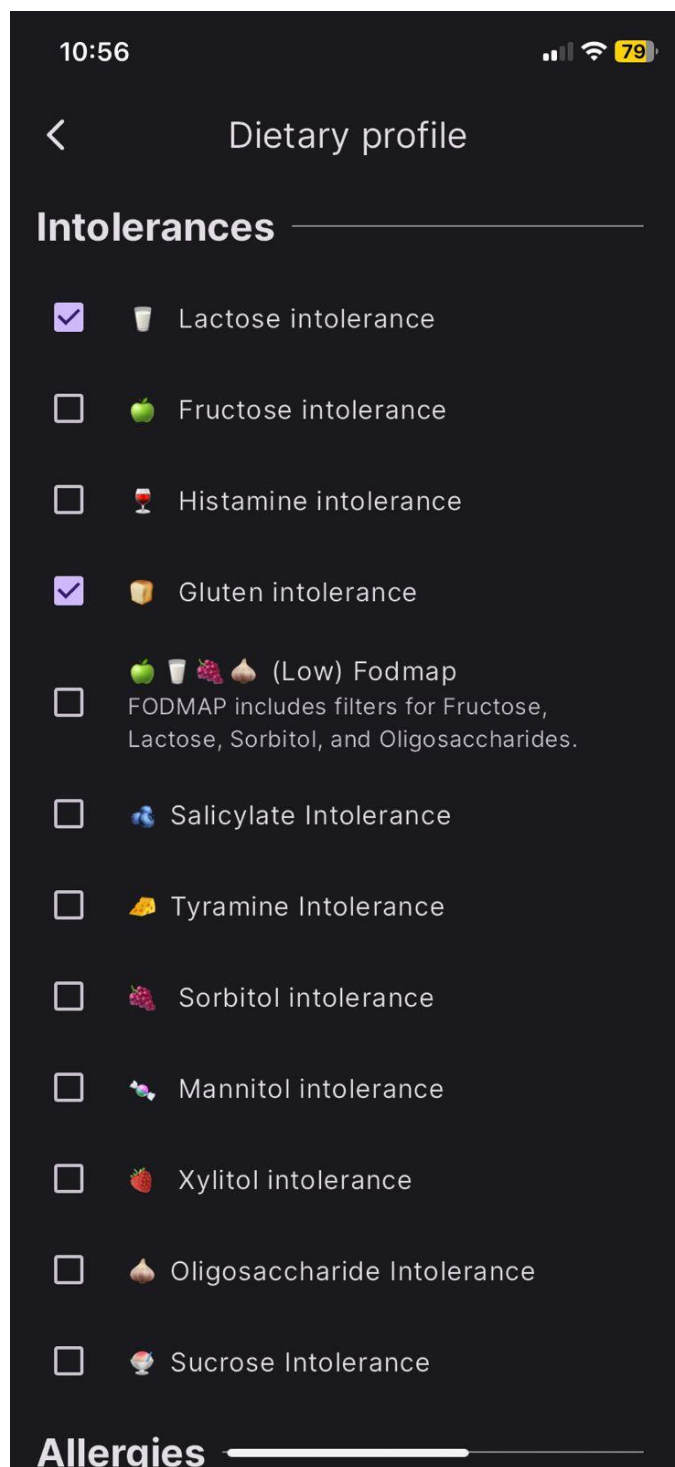 10:56
79
Dietary profile
Intolerances
Lactose intolerance
Fructose intolerance
Histamine intolerance
Gluten intolerance
(Low) Fodmap
FODMAP includes filters for Fructose,
Lactose, Sorbitol, and Oligosaccharides.
Salicylate Intolerance
Tyramine Intolerance
Sorbitol intolerance
Mannitol intolerance
Xylitol intolerance
Oligosaccharide Intolerance
Sucrose Intolerance
Allergies